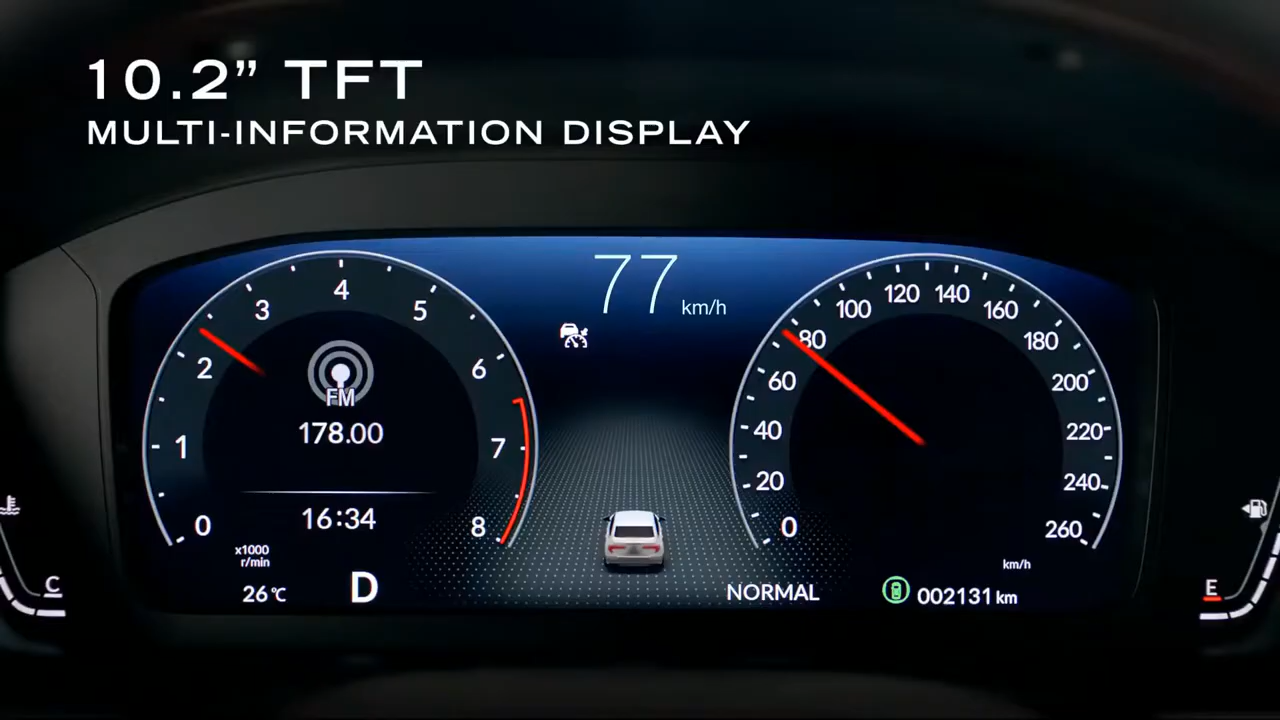 10.2” TFT
MULTI-INFORMATION DISPLAY
77 km/h
0 1 2 3 4 5 6 7 8
FM
178.00
16:34
x1000
r/min
26°C
D
0 20 40 60 80 100 120 140 160 180 200 220 240 260
km/h
NORMAL
002131 km
C
E